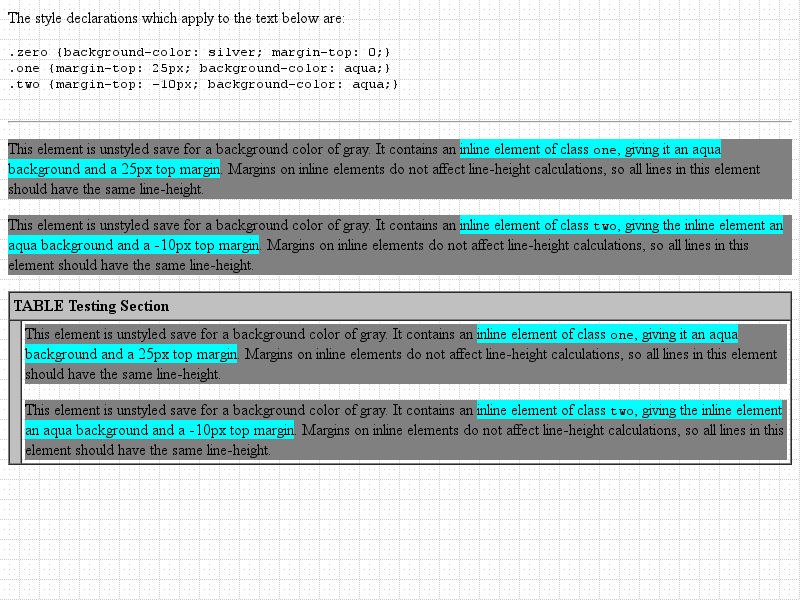 The style declarations which apply to the text below are:
.zero {background-color: silver; margin-top: 0;}
.one {margin-top: 25px; background-color: aqua;}
.two {margin-top: -10px; background-color: aqua;}
This element is unstyled save for a background color of gray. It contains an inline element of class one, giving it an aqua
background and a 25px top margin. Margins on inline elements do not affect line-height calculations, so all lines in this element
should have the same line-height.
This element is unstyled save for a background color of gray. It contains an inline element of class two, giving the inline element an
aqua background and a -10px top margin. Margins on inline elements do not affect line-height calculations, so all lines in this
element should have the same line-height.
TABLE Testing Section
This element is unstyled save for a background color of gray. It contains an inline element of class one, giving it an aqua
background and a 25px top margin. Margins on inline elements do not affect line-height calculations, so all lines in this element
should have the same line-height.
This element is unstyled save for a background color of gray. It contains an inline element of class two, giving the inline element
an aqua background and a -10px top margin. Margins on inline elements do not affect line-height calculations, so all lines in this
element should have the same line-height.